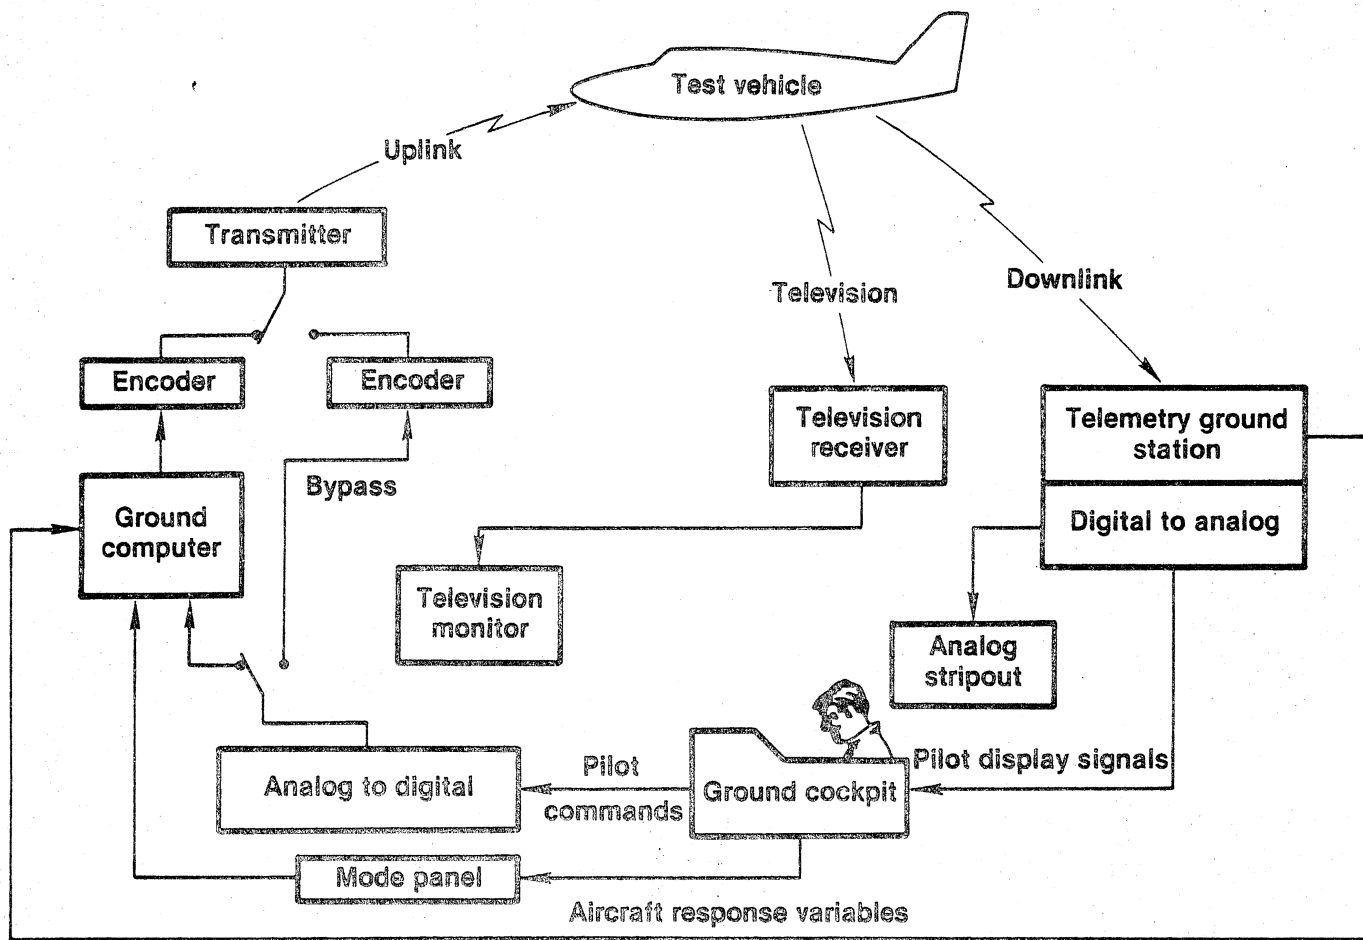 Test vehicle
Uplink
Transmitter
Television
Downlink
Encoder
Encoder
Television
receiver
Telemetry ground
station
Bypass
Ground
computer
Digital to analog
Television
monitor
Analog
stripout
Pilot
commands
Pilot display signals
Analog to digital
Ground cockpit
Mode panel
Aircraft response variables